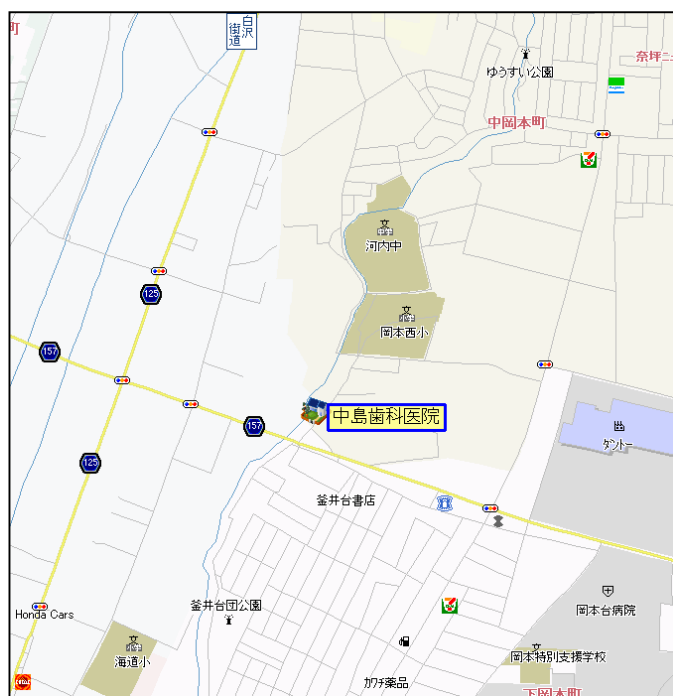 町
白沢
街道
ゆうすい公園
奈坪ニュ
中岡本町
河内中
125
岡本西小
157
中島歯科医院
157
タントー
125
釜井台書店
釜井台団公園
岡本台病院
Honda Cars
海道小
岡本特別支援学校
カワチ薬品
下岡本町